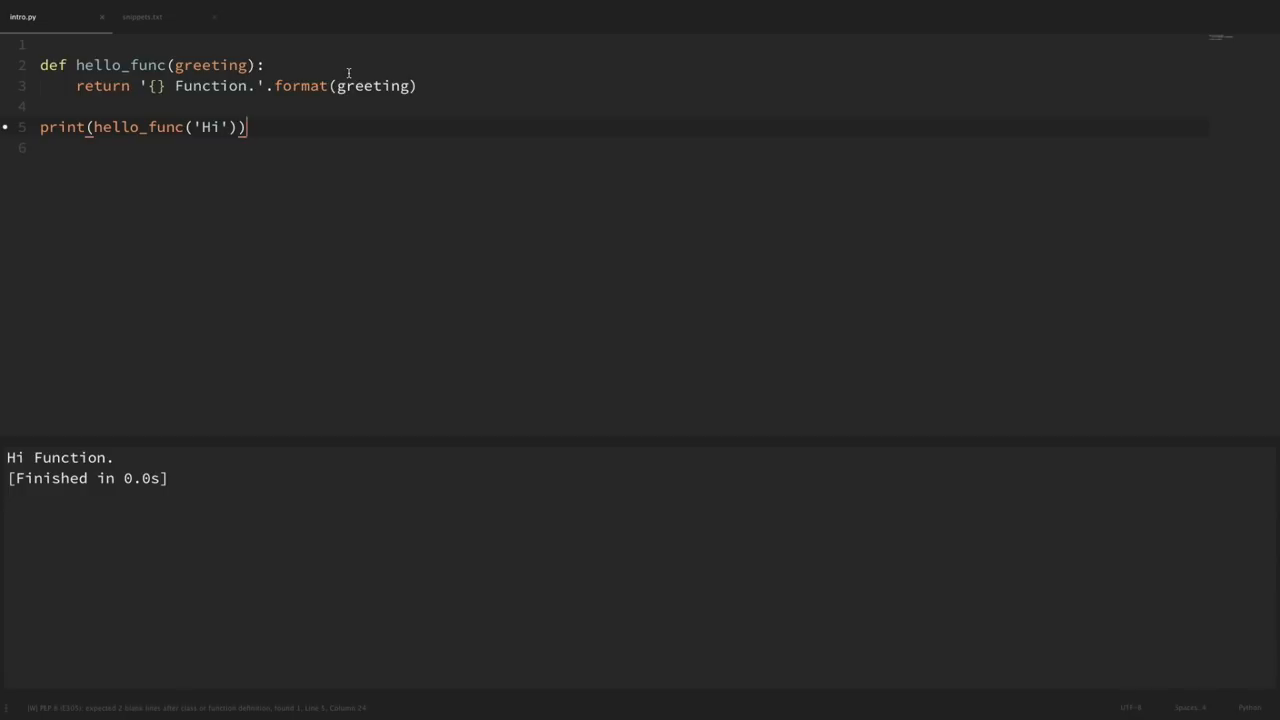 intro.py × snippets.txt ×
1
2 def hello_func(greeting):
3     return '{} Function.'.format(greeting)
4
5 print(hello_func('Hi'))
6
Hi Function.
[Finished in 0.0s]
[W] PEP 8 (E305): expected 2 blank lines after class or function definition, found 1, Line 5, Column 24 UTF-8 Spaces: 4 Python